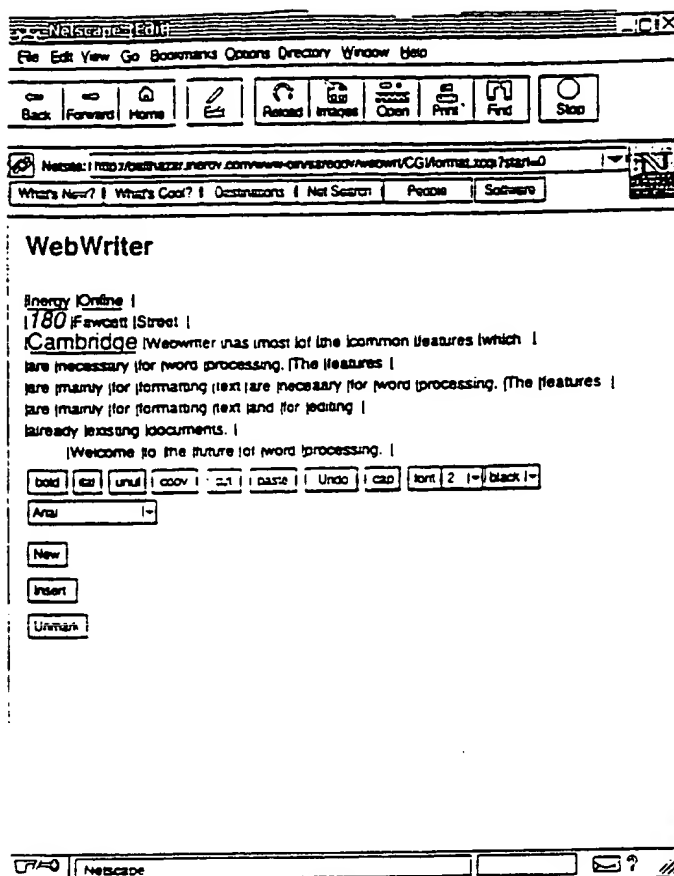 Netscape - [Edit]
File Edit View Go Bookmarks Options Directory Window Help
Back Forward Home Edit Reload Images Open Print Find Stop
Netsite:
What's New? What's Cool? Destinations Net Search People Software
WebWriter
|Energy |Online |
|180 |Fawcett |Street |
|Cambridge |Webwriter |has |most |of |the |common |features |which |
|are |necessary |for |word |processing. |The |features |
|are |mainly |for |formatting |text |are |necessary |for |word |processing. |The |features |
|are |mainly |for |formatting |text |and |for |editing |
|already |existing |documents. |
|Welcome |to |the |future |of |word |processing. |
bold ital unul copy cut paste Undo cap font 2 black
Arial
New
Insert
Unmark
Netscape